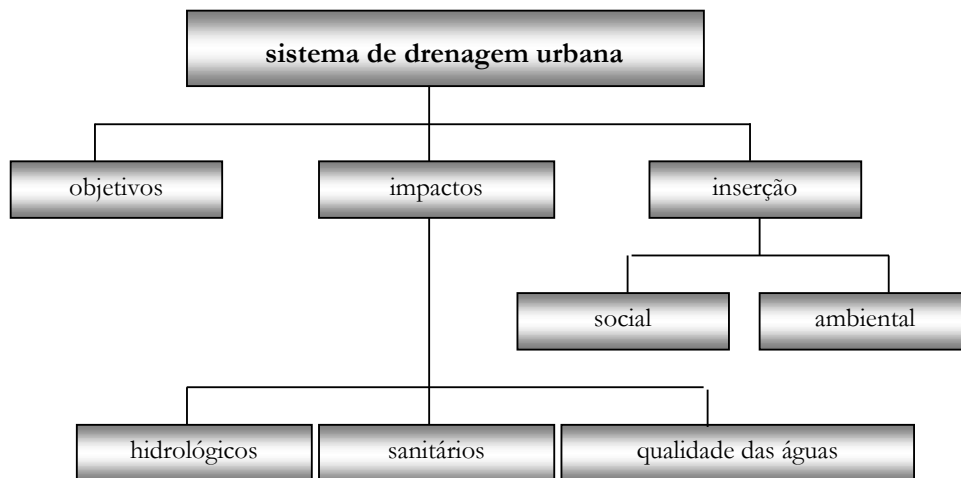 sistema de drenagem urbana
objetivos
impactos
inserção
social
ambiental
hidrológicos
sanitários
qualidade das águas